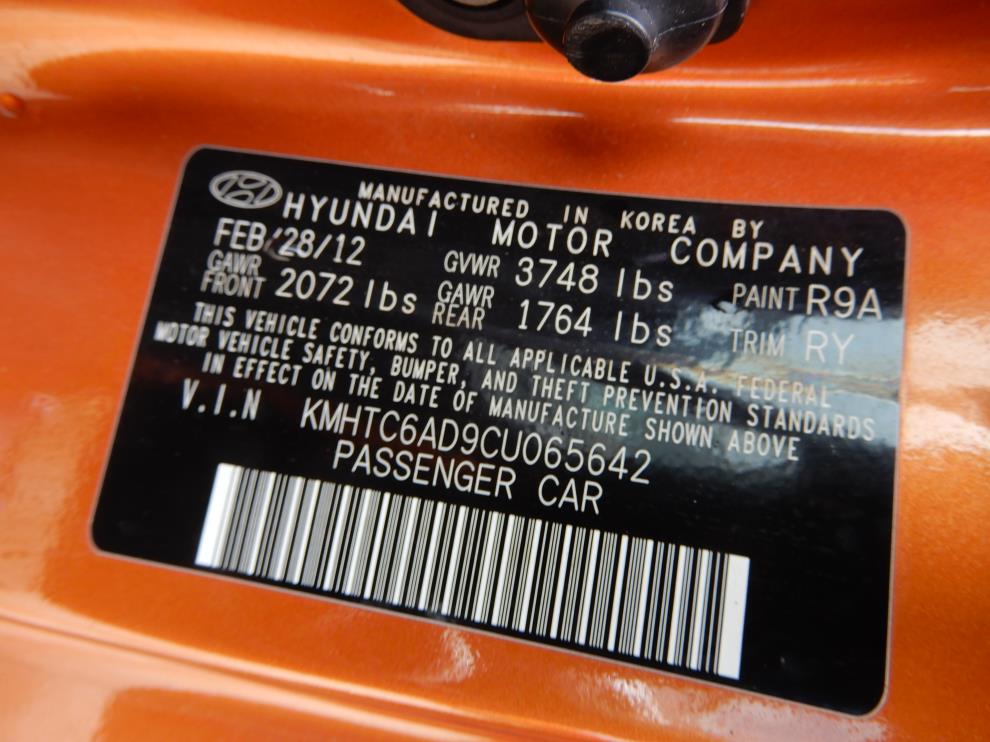 MANUFACTURED IN KOREA BY
HYUNDAI MOTOR COMPANY
FEB/28/12 GVWR 3748 lbs PAINT R9A
GAWR FRONT 2072 lbs GAWR REAR 1764 lbs TRIM RY
THIS VEHICLE CONFORMS TO ALL APPLICABLE U.S.A. FEDERAL
MOTOR VEHICLE SAFETY, BUMPER, AND THEFT PREVENTION STANDARDS
IN EFFECT ON THE DATE OF MANUFACTURE SHOWN ABOVE
V.I.N KMHTC6AD9CU065642
PASSENGER CAR